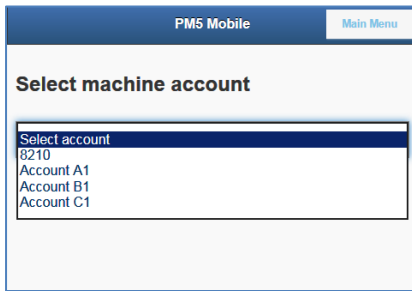 PM5 Mobile
Main Menu
Select machine account
Select account
8210
Account A1
Account B1
Account C1